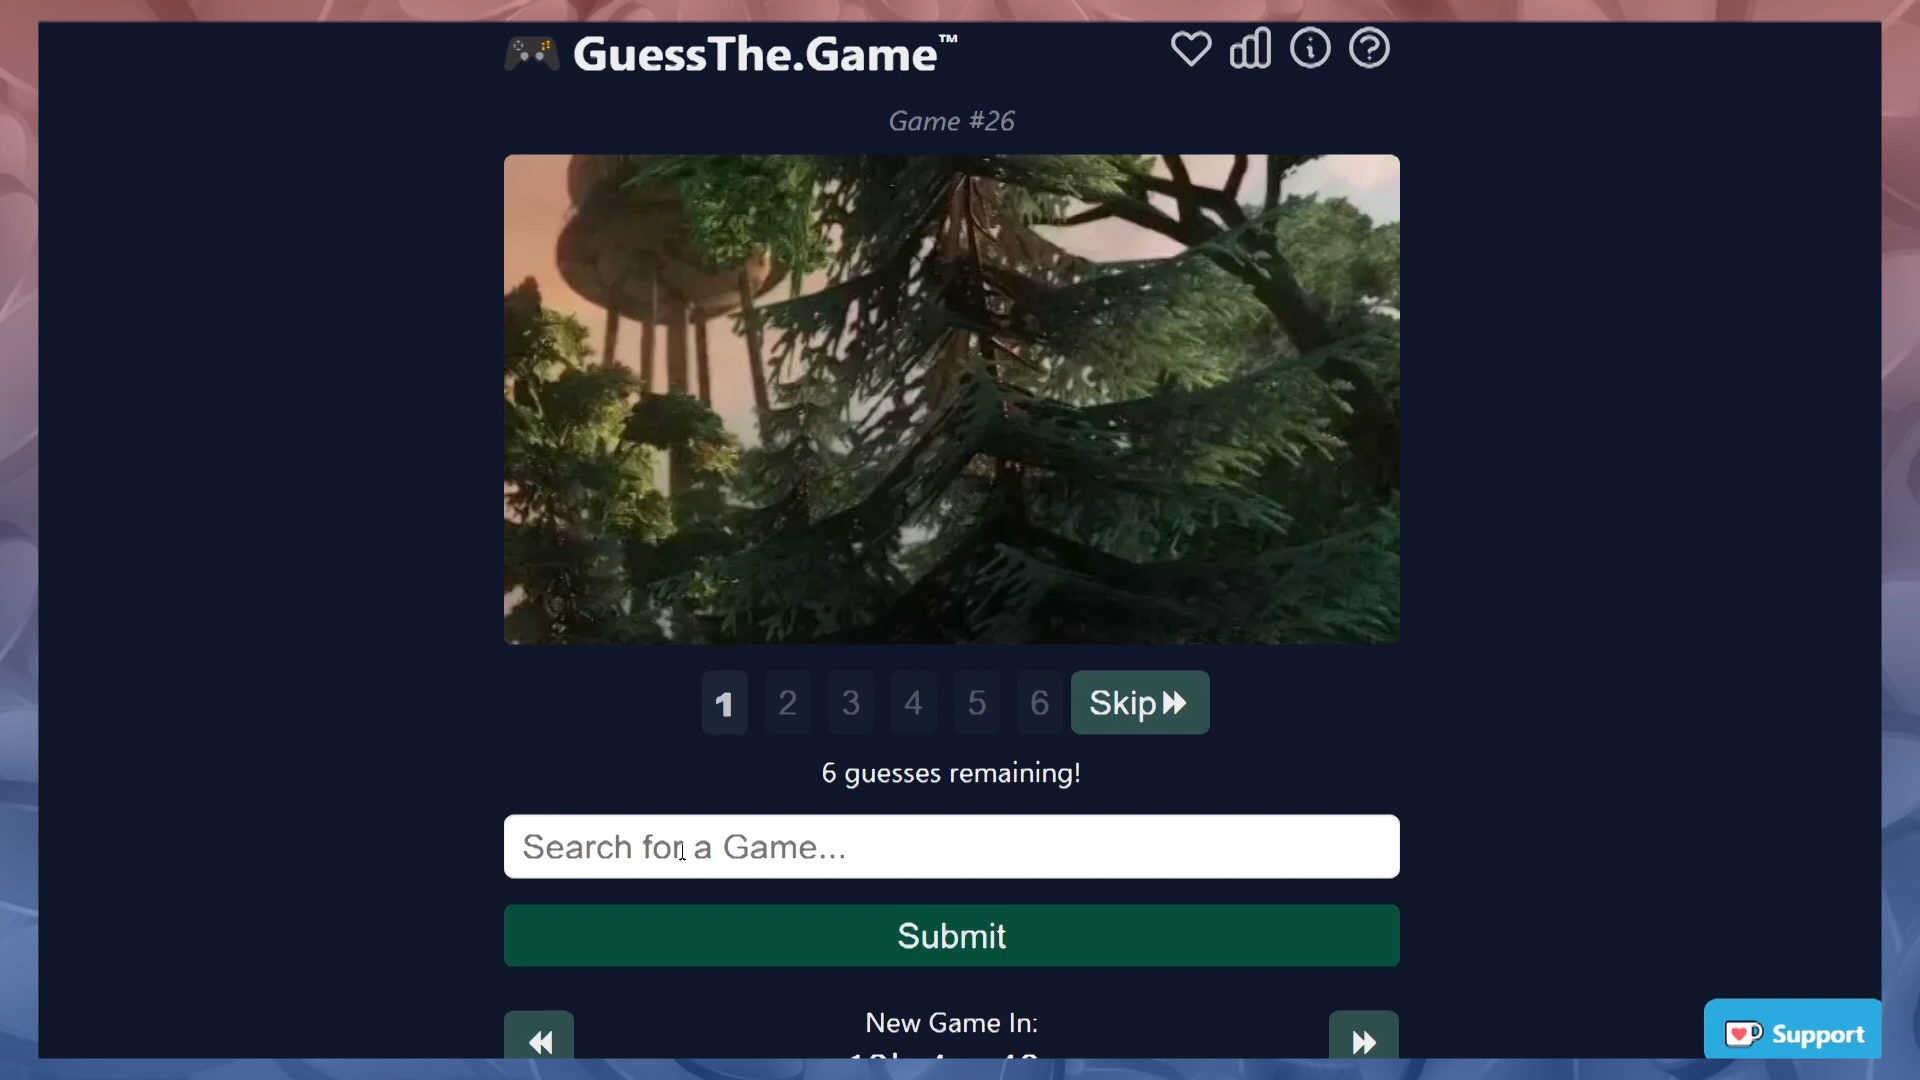 GuessThe.Game™
Game #26
1 2 3 4 5 6 Skip
6 guesses remaining!
Search for a Game...
Submit
New Game In:
Support